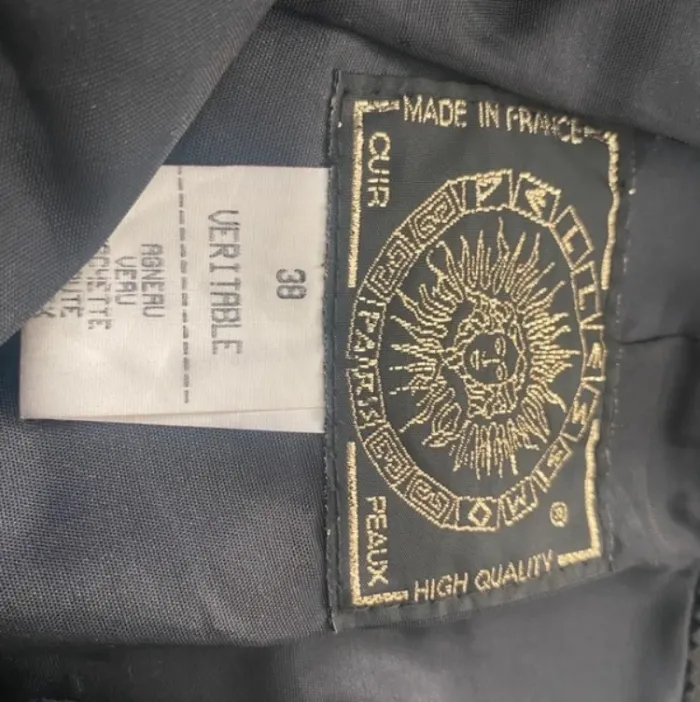 MADE IN FRANCE
CUIR
PARIS
®
PEAUX
HIGH QUALITY
38
VERITABLE
AGNEAU
VEAU